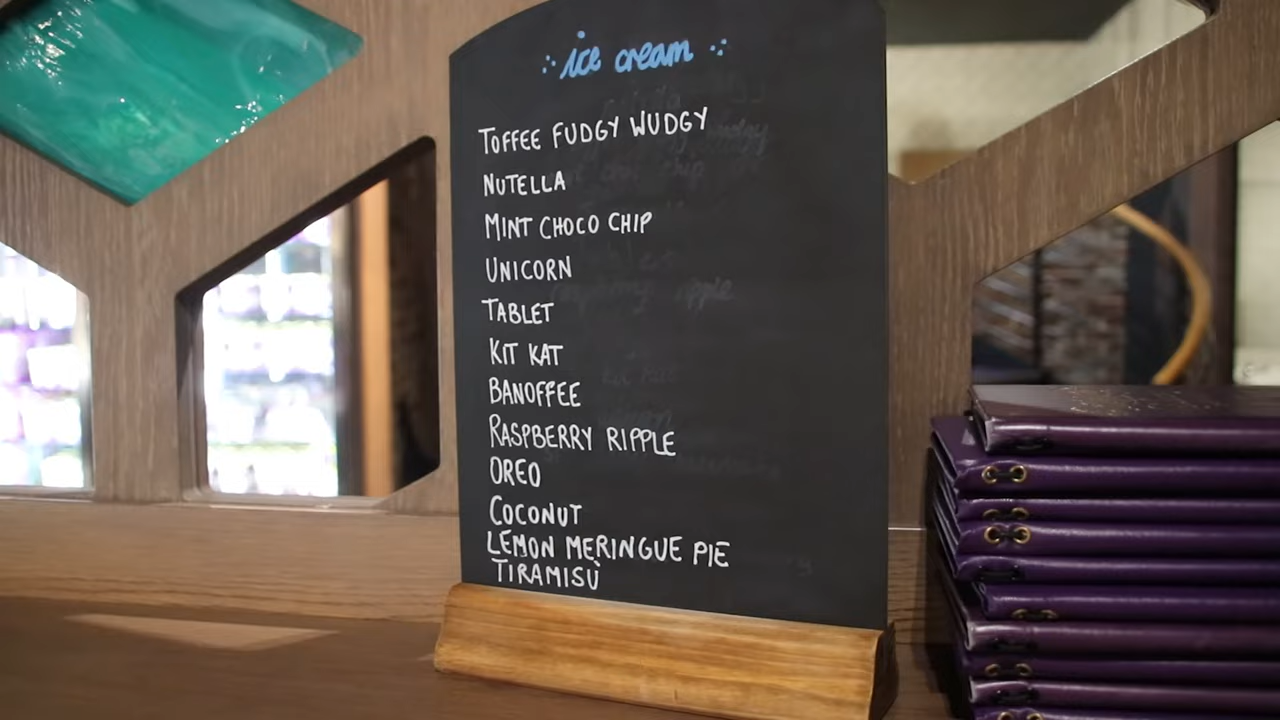 ice cream
TOFFEE FUDGY WUDGY
NUTELLA
MINT CHOCO CHIP
UNICORN
TABLET
KIT KAT
BANOFFEE
RASPBERRY RIPPLE
OREO
COCONUT
LEMON MERINGUE PIE
TIRAMISÙ